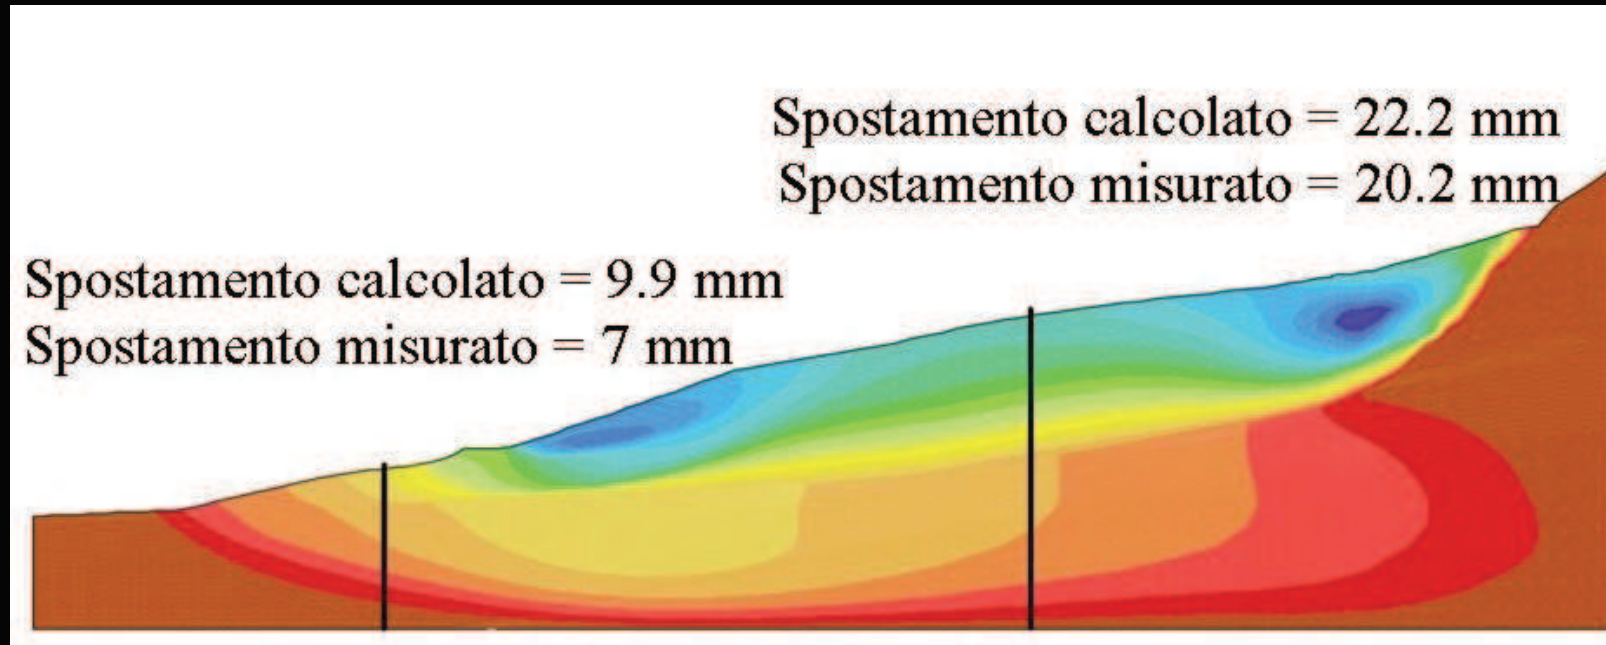 Spostamento calcolato = 22.2 mm
Spostamento misurato = 20.2 mm
Spostamento calcolato = 9.9 mm
Spostamento misurato = 7 mm